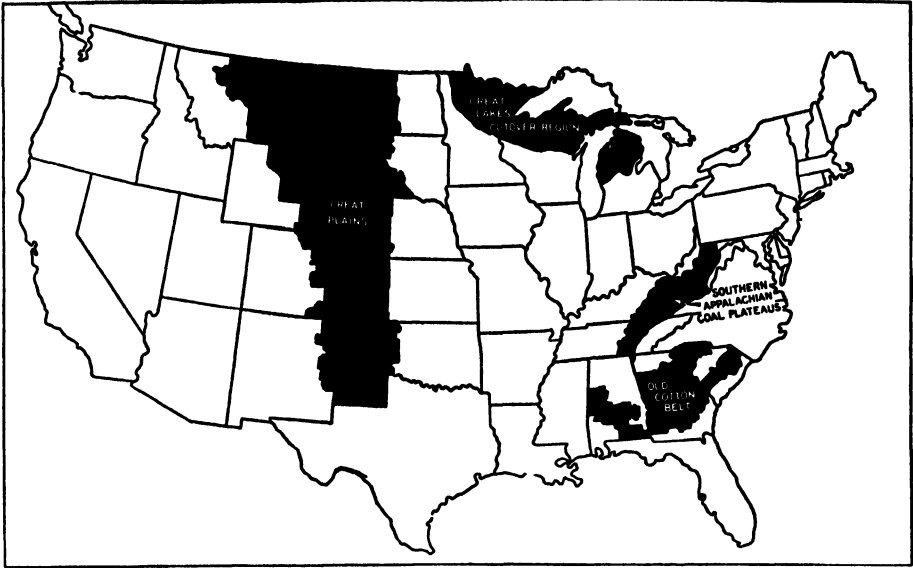 GREAT
LAKES
CUTOVER REGION
GREAT
PLAINS
SOUTHERN
APPALACHIAN
COAL PLATEAUS
OLD
COTTON
BELT